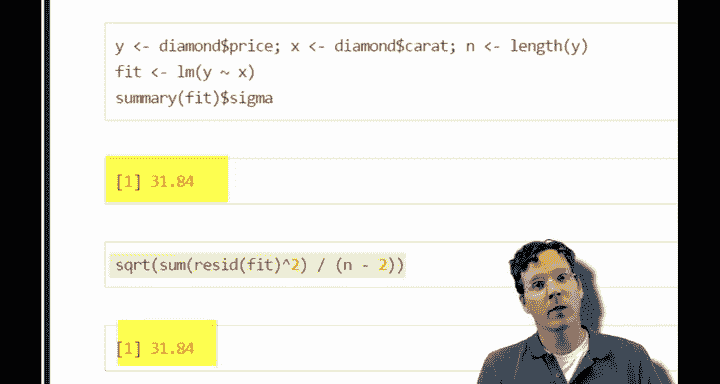 y <- diamond$price; x <- diamond$carat; n <- length(y)
fit <- lm(y ~ x)
summary(fit)$sigma
[1] 31.84
sqrt(sum(resid(fit)^2) / (n - 2))
[1] 31.84